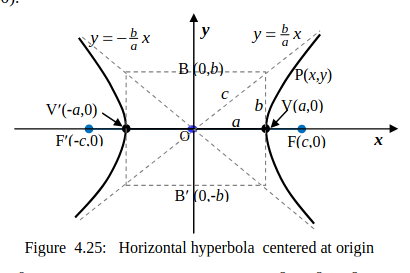 y = -b/a x
y
y = b/a x
B (0,b)
P(x,y)
c
V′(-a,0)
b
V(a,0)
a
O
F′(-c,0)
F(c,0)
x
B′ (0,-b)
Figure 4.25: Horizontal hyperbola centered at origin